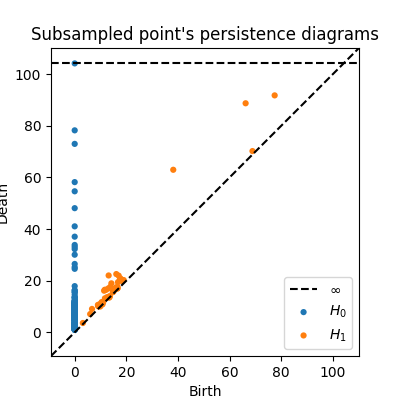 Subsampled point's persistence diagrams
100
80
60
40
20
0
Death
∞
H₀
H₁
0 20 40 60 80 100
Birth